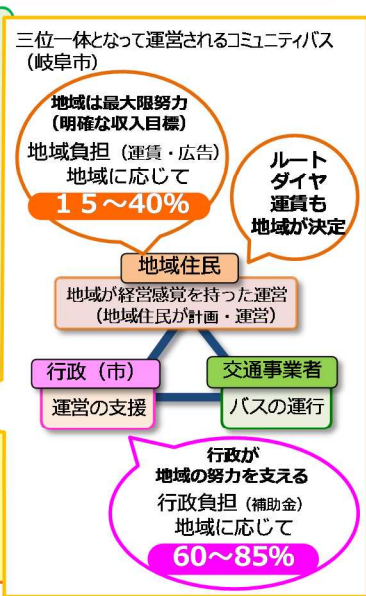 三位一体となって運営されるコミュニティバス
（岐阜市）
地域は最大限努力
（明確な収入目標）
地域負担（運賃・広告）
地域に応じて
１５～40％
ルート
ダイヤ
運賃も
地域が決定
地域住民
地域が経営感覚を持った運営
（地域住民が計画・運営）
行政（市）
運営の支援
交通事業者
バスの運行
行政が
地域の努力を支える
行政負担（補助金）
地域に応じて
60～85％